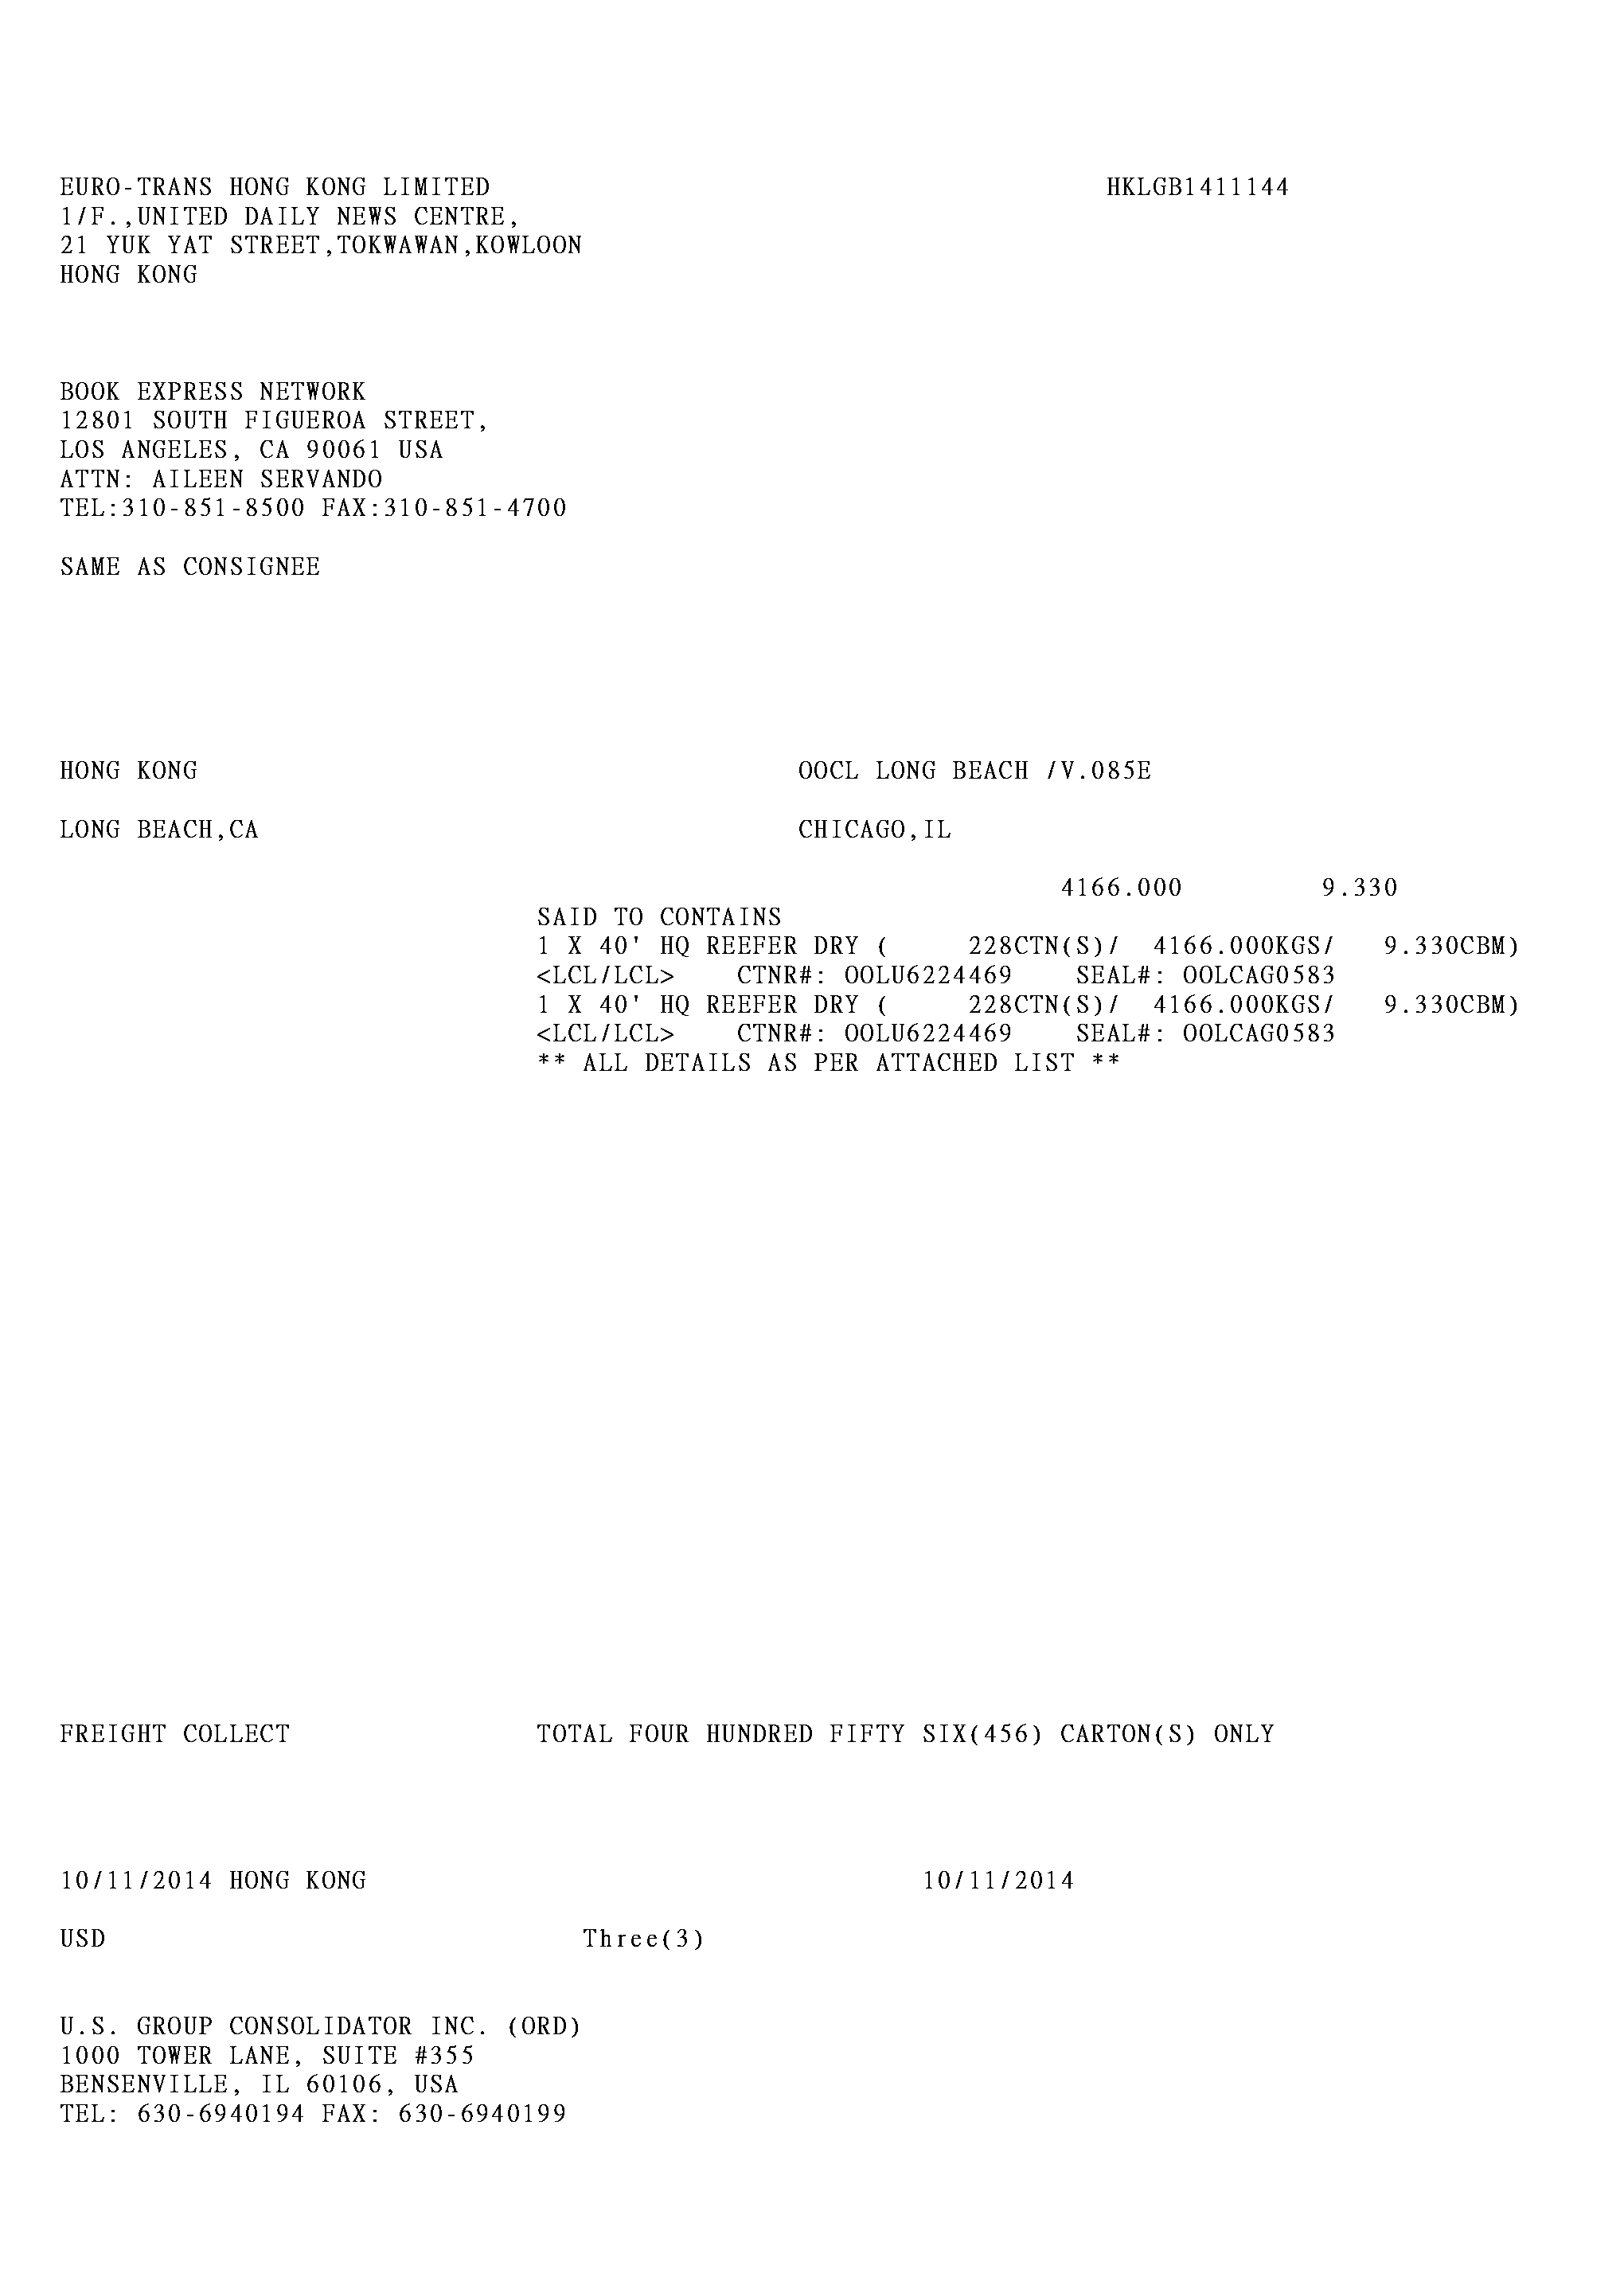 EURO-TRANS HONG KONG LIMITED HKLGB1411144
1/F.,UNITED DAILY NEWS CENTRE,
21 YUK YAT STREET,TOKWAWAN,KOWLOON
HONG KONG
BOOK EXPRESS NETWORK
12801 SOUTH FIGUEROA STREET,
LOS ANGELES, CA 90061 USA
ATTN: AILEEN SERVANDO
TEL:310-851-8500 FAX:310-851-4700
SAME AS CONSIGNEE
HONG KONG OOCL LONG BEACH /V.085E
LONG BEACH,CA CHICAGO,IL
4166.000 9.330
SAID TO CONTAINS
1 X 40' HQ REEFER DRY ( 228CTN(S)/ 4166.000KGS/ 9.330CBM)
<LCL/LCL> CTNR#: OOLU6224469 SEAL#: OOLCAG0583
1 X 40' HQ REEFER DRY ( 228CTN(S)/ 4166.000KGS/ 9.330CBM)
<LCL/LCL> CTNR#: OOLU6224469 SEAL#: OOLCAG0583
** ALL DETAILS AS PER ATTACHED LIST **
FREIGHT COLLECT TOTAL FOUR HUNDRED FIFTY SIX(456) CARTON(S) ONLY
10/11/2014 HONG KONG 10/11/2014
USD Three(3)
U.S. GROUP CONSOLIDATOR INC. (ORD)
1000 TOWER LANE, SUITE #355
BENSENVILLE, IL 60106, USA
TEL: 630-6940194 FAX: 630-6940199